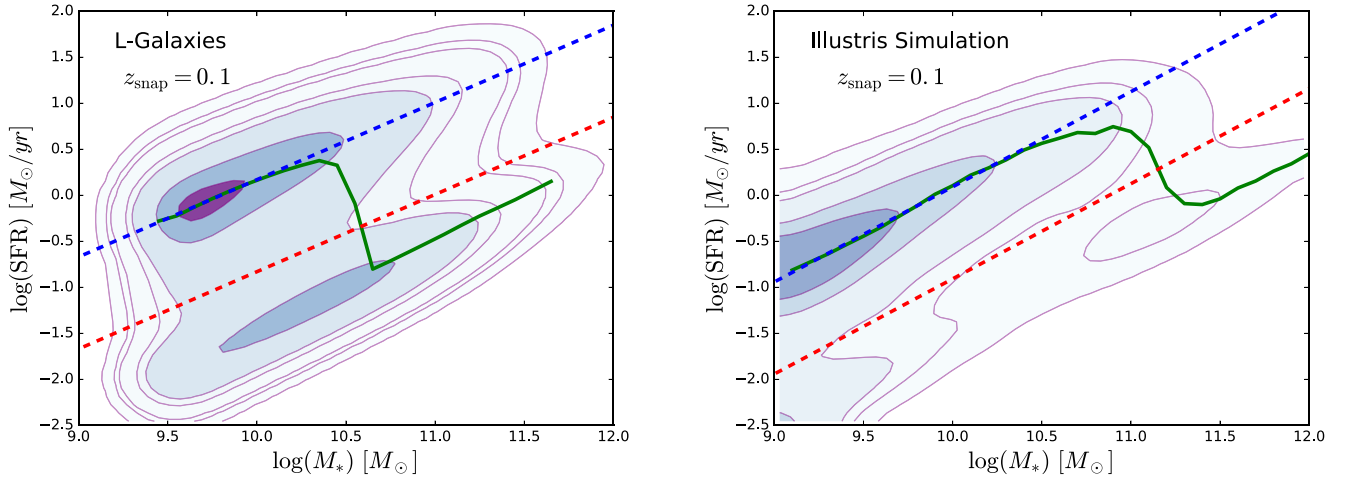 L-Galaxies
z_snap = 0.1
log(SFR) [M_⊙/yr]
2.0
1.5
1.0
0.5
0.0
−0.5
−1.0
−1.5
−2.0
−2.5
9.0 9.5 10.0 10.5 11.0 11.5 12.0
log(M_*) [M_⊙]
Illustris Simulation
z_snap = 0.1
log(SFR) [M_⊙/yr]
2.0
1.5
1.0
0.5
0.0
−0.5
−1.0
−1.5
−2.0
−2.5
9.0 9.5 10.0 10.5 11.0 11.5 12.0
log(M_*) [M_⊙]